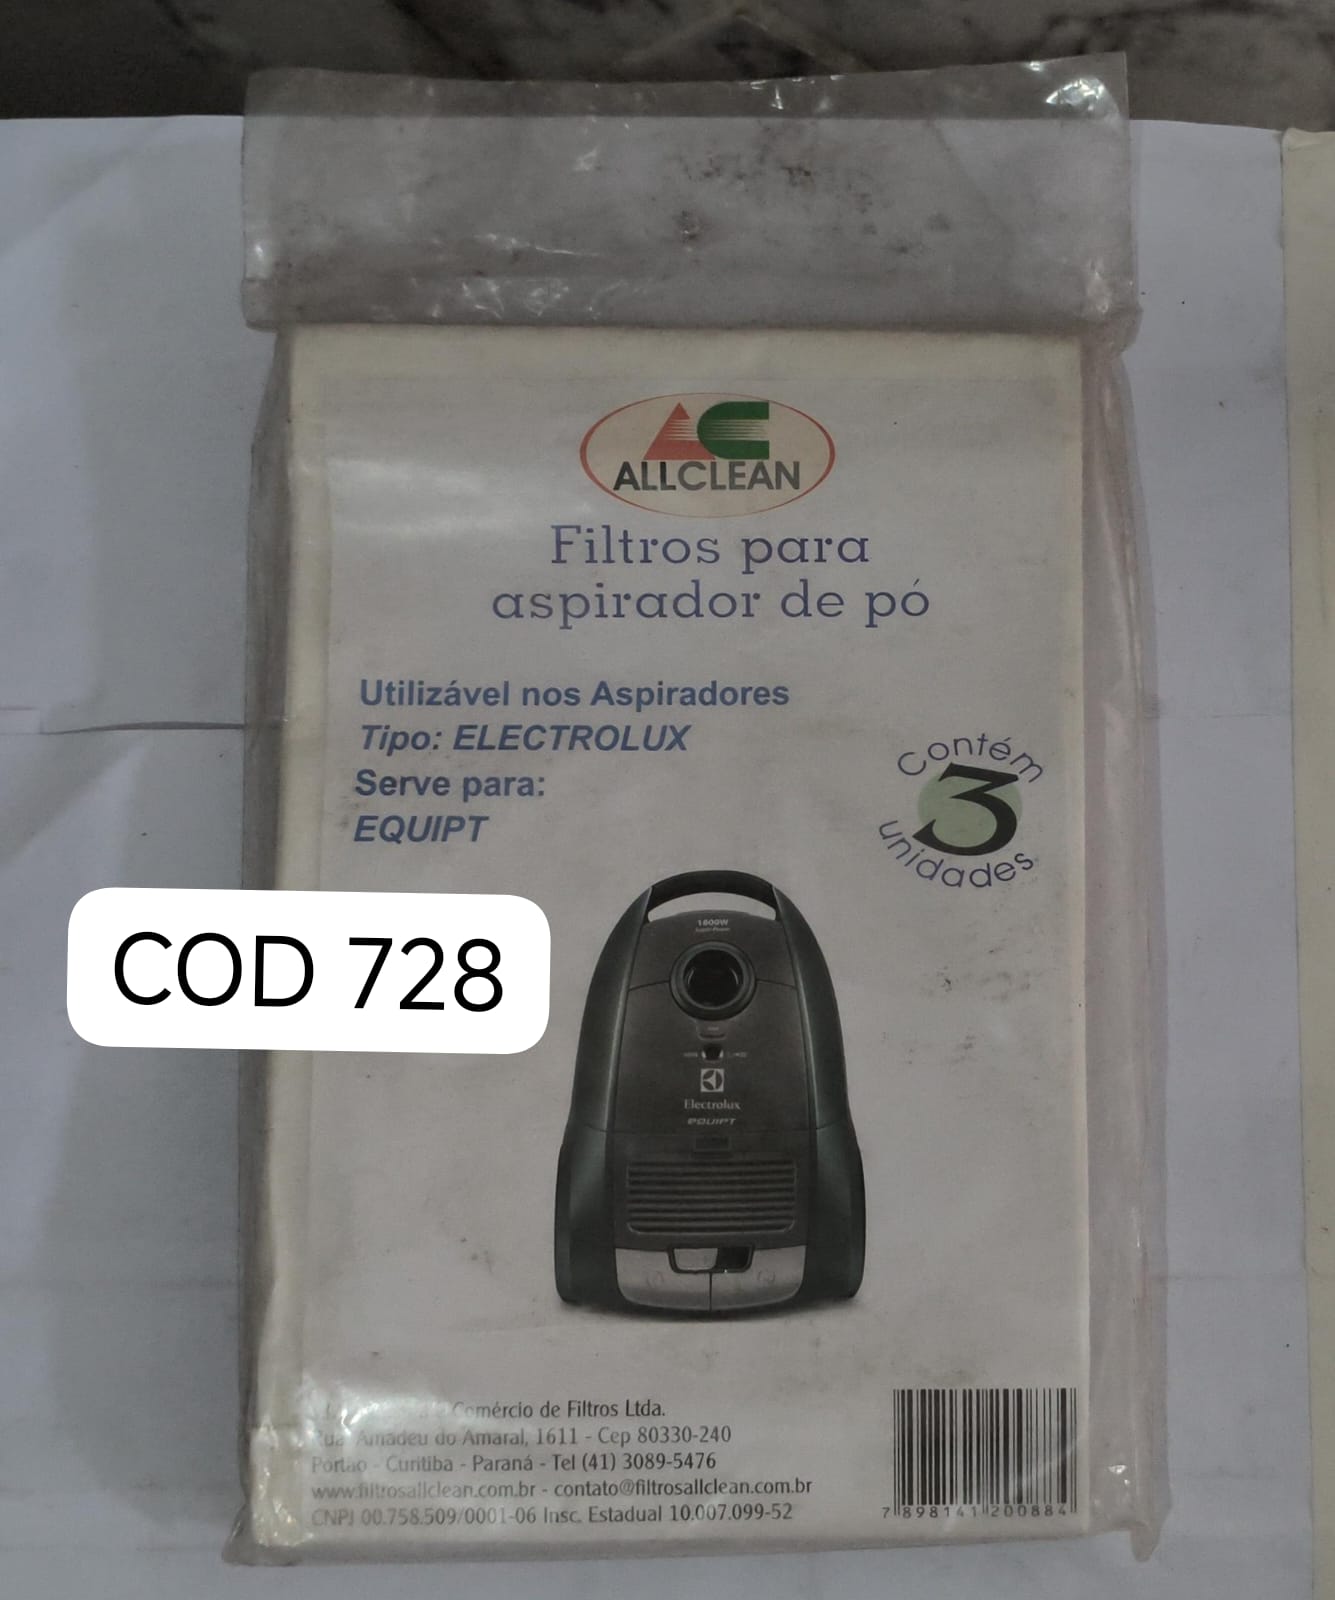 AC
ALLCLEAN
Filtros para
aspirador de pó
Utilizável nos Aspiradores
Tipo: ELECTROLUX
Serve para:
EQUIPT
Contém
3
unidades
COD 728
1800W
Electrolux
EQUIPT
Comércio de Filtros Ltda.
Rua Amadeu do Amaral, 1611 - Cep 80330-240
Portão - Curitiba - Paraná - Tel (41) 3089-5476
www.filtrosallclean.com.br - contato@filtrosallclean.com.br
CNPJ 00.758.509/0001-06 Insc. Estadual 10.007.099-52
7 898141 200884